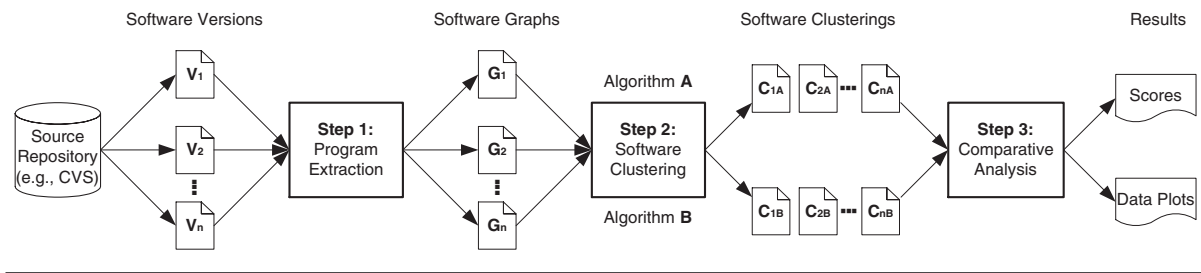 Software Versions
Software Graphs
Software Clusterings
Results
Source
Repository
(e.g., CVS)
V1
V2
Vn
Step 1:
Program
Extraction
G1
G2
Gn
Algorithm A
Step 2:
Software
Clustering
Algorithm B
C1A C2A CnA
C1B C2B CnB
Step 3:
Comparative
Analysis
Scores
Data Plots